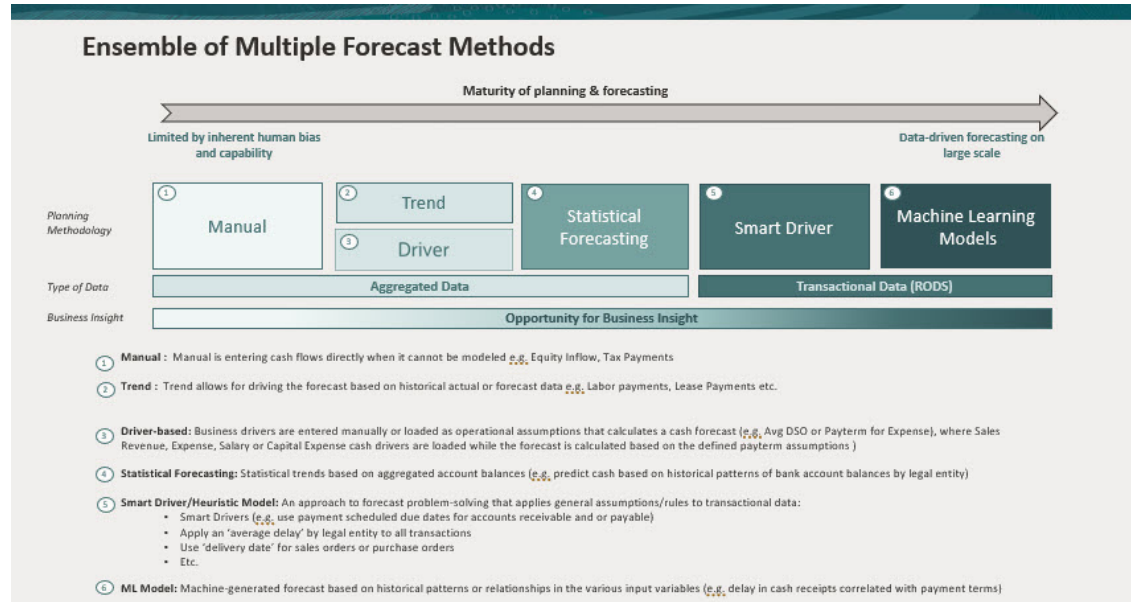 Ensemble of Multiple Forecast Methods
Maturity of planning & forecasting
Limited by inherent human bias
and capability
Data-driven forecasting on
large scale
Planning
Methodology
1
Manual
2
Trend
3
Driver
4
Statistical
Forecasting
5
Smart Driver
6
Machine Learning
Models
Type of Data
Aggregated Data
Transactional Data (RODS)
Business Insight
Opportunity for Business Insight
1 Manual : Manual is entering cash flows directly when it cannot be modeled e.g. Equity Inflow, Tax Payments
2 Trend : Trend allows for driving the forecast based on historical actual or forecast data e.g. Labor payments, Lease Payments etc.
3 Driver-based: Business drivers are entered manually or loaded as operational assumptions that calculates a cash forecast (e.g. Avg DSO or Payterm for Expense), where Sales
Revenue, Expense, Salary or Capital Expense cash drivers are loaded while the forecast is calculated based on the defined payterm assumptions )
4 Statistical Forecasting: Statistical trends based on aggregated account balances (e.g. predict cash based on historical patterns of bank account balances by legal entity)
5 Smart Driver/Heuristic Model: An approach to forecast problem-solving that applies general assumptions/rules to transactional data:
• Smart Drivers (e.g. use payment scheduled due dates for accounts receivable and or payable)
• Apply an 'average delay' by legal entity to all transactions
• Use 'delivery date' for sales orders or purchase orders
• Etc.
6 ML Model: Machine-generated forecast based on historical patterns or relationships in the various input variables (e.g. delay in cash receipts correlated with payment terms)